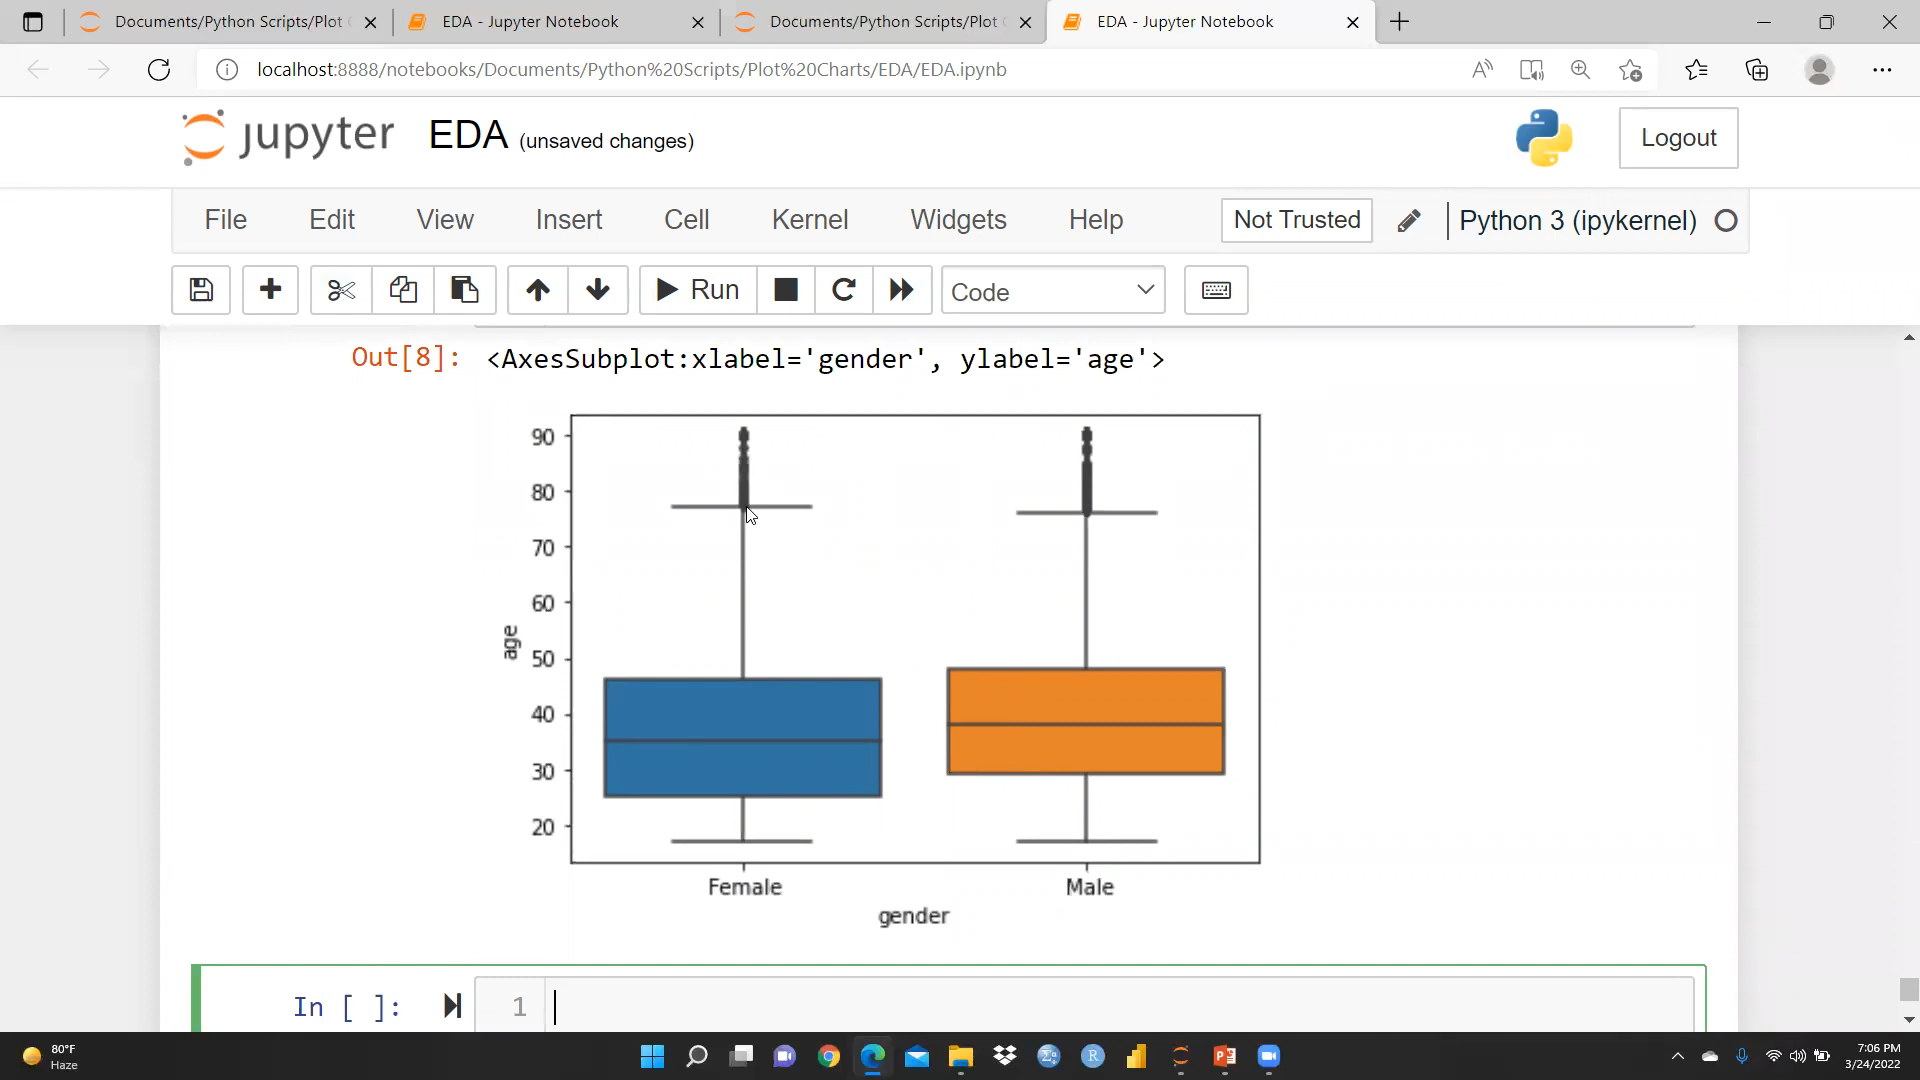 Documents/Python Scripts/Plot
EDA - Jupyter Notebook
Documents/Python Scripts/Plot
EDA - Jupyter Notebook
localhost:8888/notebooks/Documents/Python%20Scripts/Plot%20Charts/EDA/EDA.ipynb
jupyter EDA (unsaved changes)
Logout
File Edit View Insert Cell Kernel Widgets Help Not Trusted Python 3 (ipykernel)
Run Code
Out[8]: <AxesSubplot:xlabel='gender', ylabel='age'>
90
80
70
60
50
40
30
20
age
Female Male
gender
In [ ]: 1
80°F
Haze
7:06 PM
3/24/2022